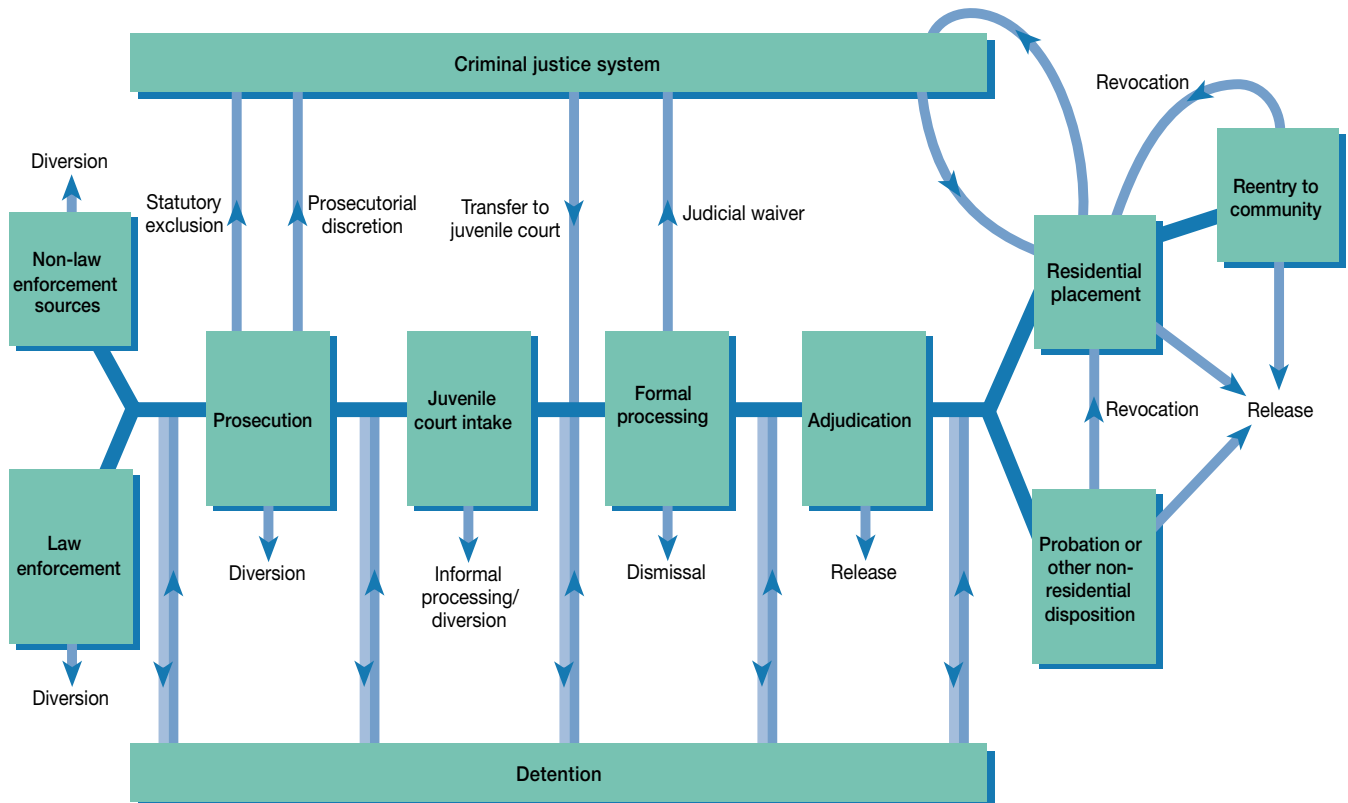 Criminal justice system
Revocation
Diversion
Statutory
exclusion
Prosecutorial
discretion
Transfer to
juvenile court
Judicial waiver
Reentry to
community
Non-law
enforcement
sources
Residential
placement
Prosecution
Juvenile
court intake
Formal
processing
Adjudication
Revocation
Release
Law
enforcement
Diversion
Informal
processing/
diversion
Dismissal
Release
Probation or
other non-
residential
disposition
Diversion
Detention